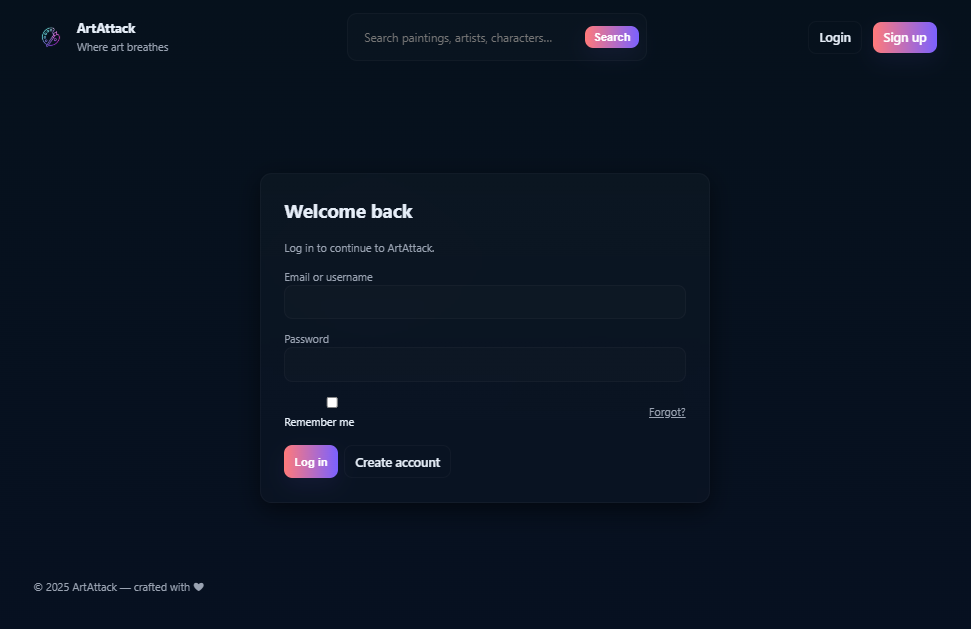 ArtAttack
Where art breathes
Search paintings, artists, characters...
Search
Login
Sign up
Welcome back
Log in to continue to ArtAttack.
Email or username
Password
Remember me
Forgot?
Log in
Create account
© 2025 ArtAttack — crafted with ❤